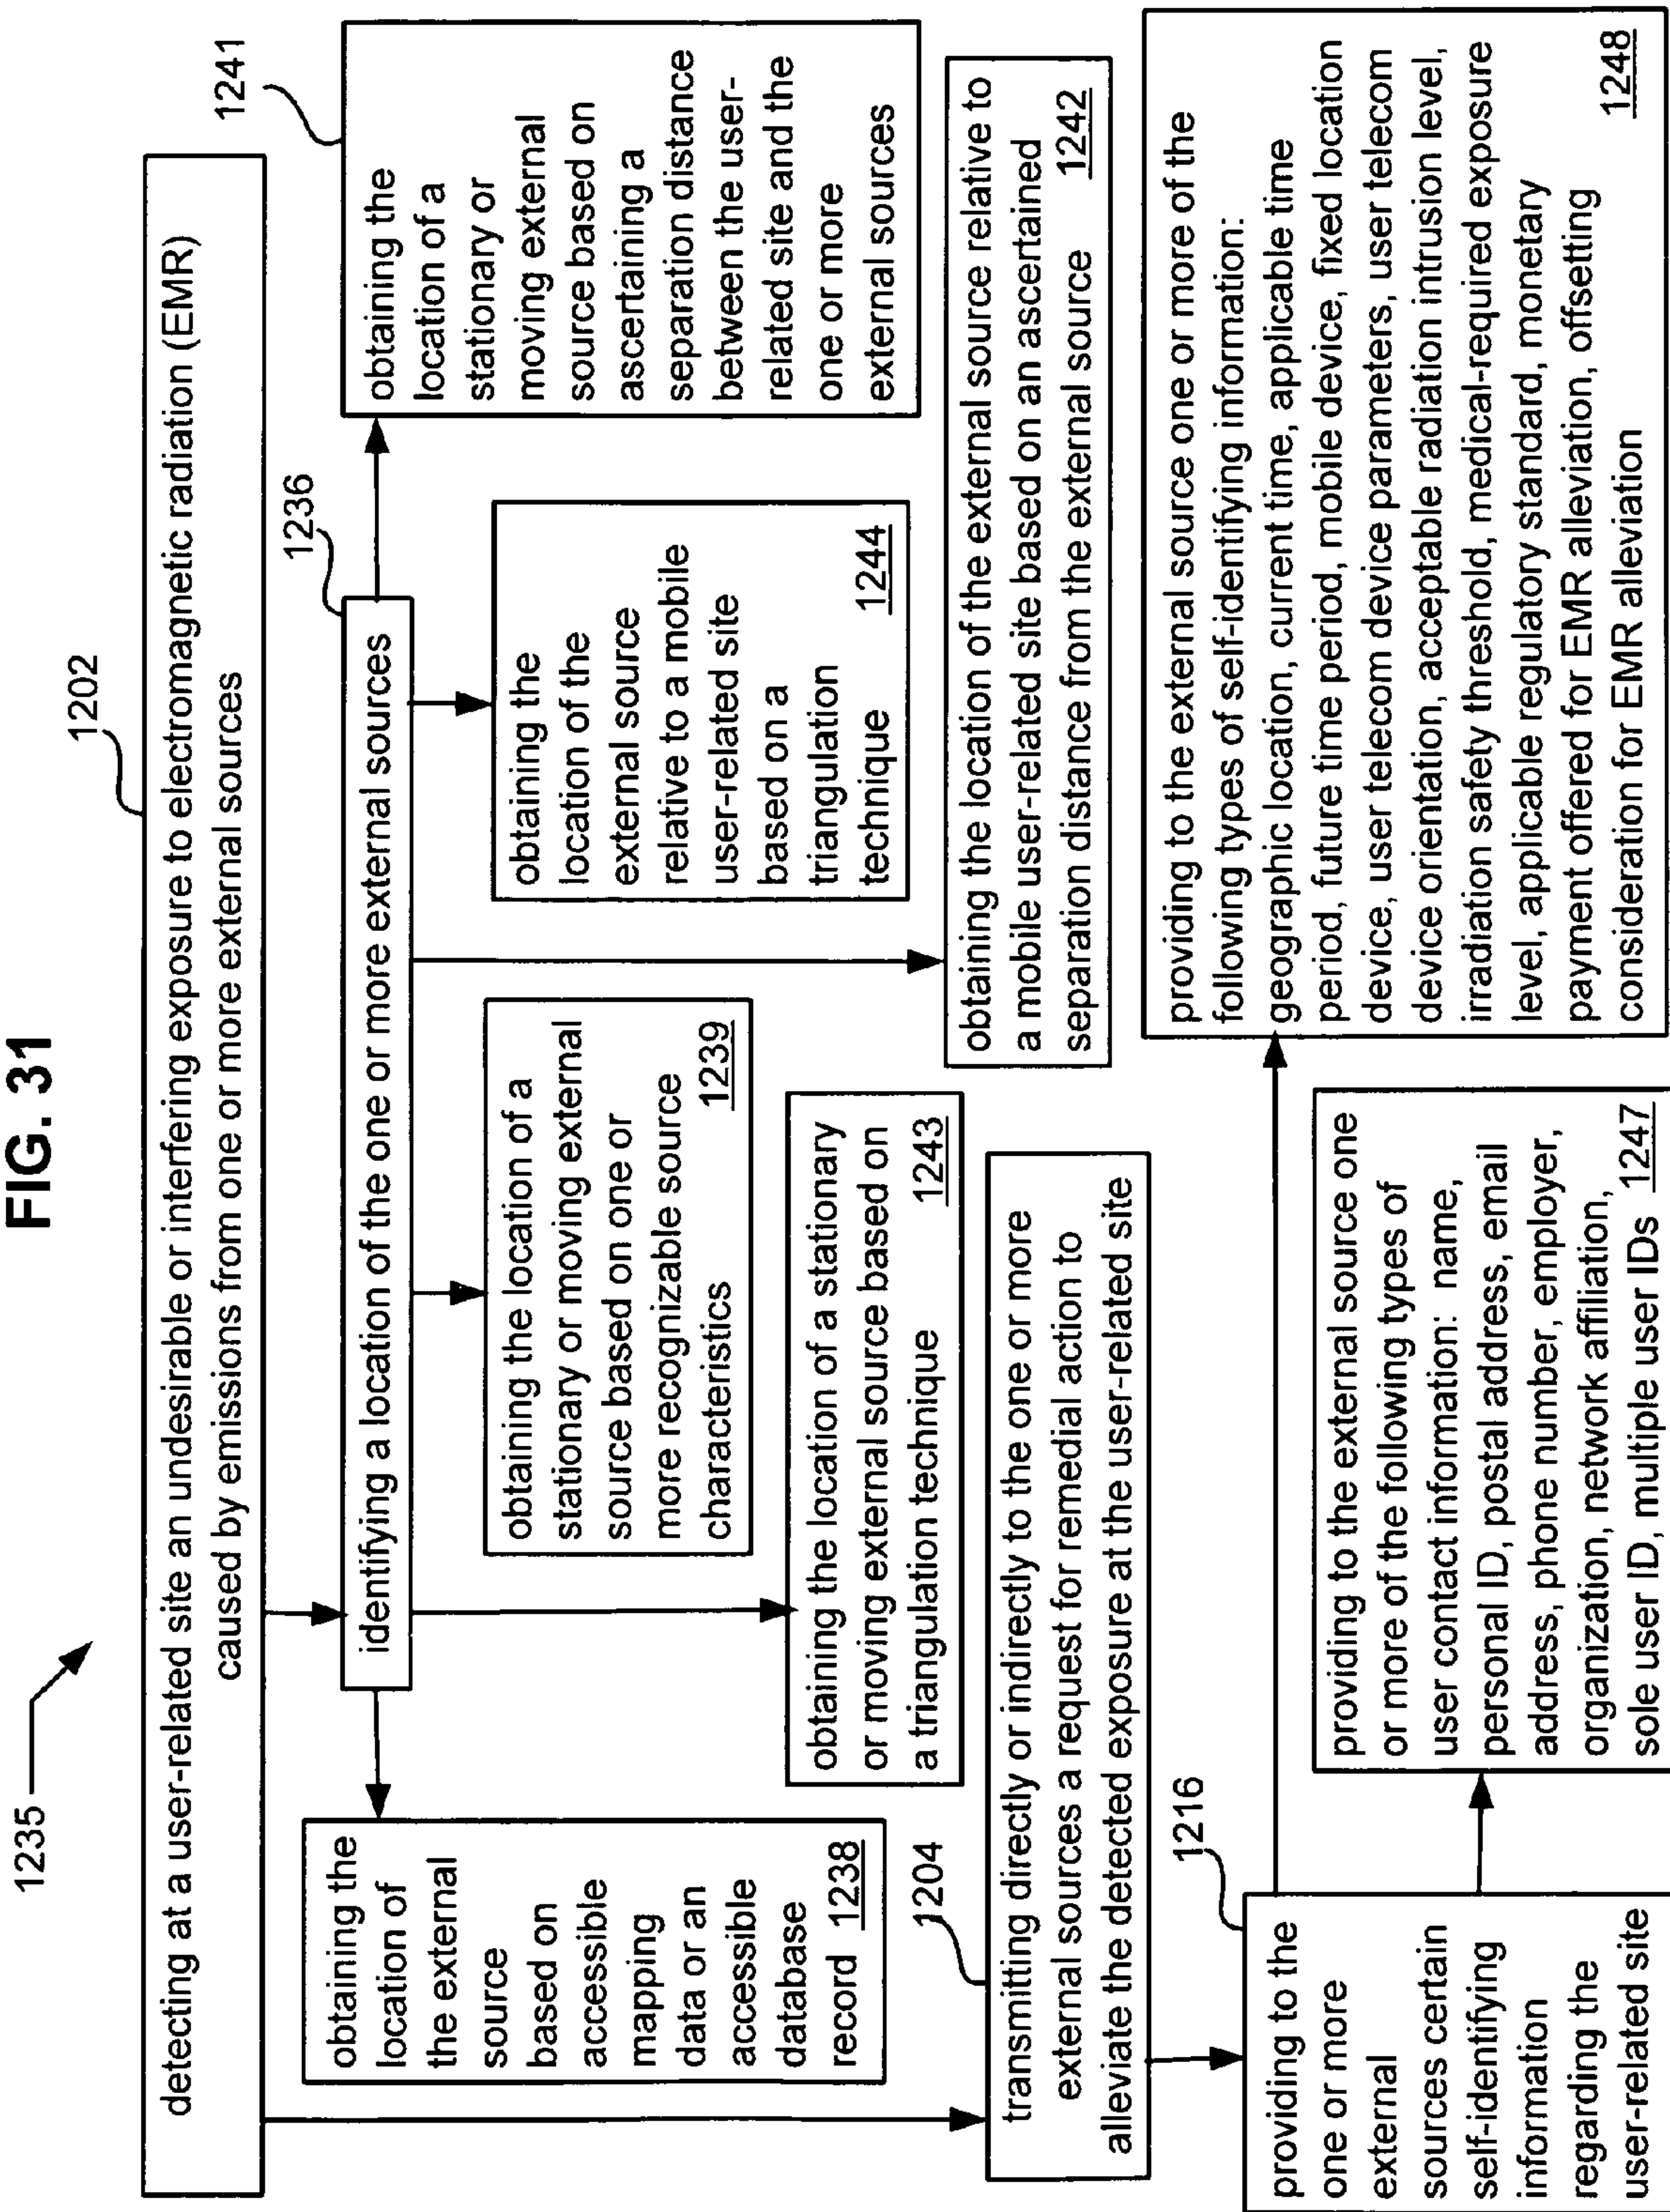 FIG. 31
1235
1202
detecting at a user-related site an undesirable or interfering exposure to electromagnetic radiation (EMR)
caused by emissions from one or more external sources
1236
identifying a location of the one or more external sources
1241
obtaining the
location of a
stationary or
moving external
source based on
ascertaining a
separation distance
between the user-
related site and the
one or more
external sources
obtaining the
location of
the external
source
based on
accessible
mapping
data or an
accessible
database
record 1238
obtaining the location of a
stationary or moving external
source based on one or
more recognizable source
characteristics 1239
obtaining the
location of the
external source
relative to a mobile
user-related site
based on a
triangulation
technique 1244
obtaining the location of a stationary
or moving external source based on
a triangulation technique 1243
obtaining the location of the external source relative to
a mobile user-related site based on an ascertained
separation distance from the external source 1242
1204
transmitting directly or indirectly to the one or more
external sources a request for remedial action to
alleviate the detected exposure at the user-related site
1216
providing to the
one or more
external
sources certain
self-identifying
information
regarding the
user-related site
providing to the external source one
or more of the following types of
user contact information: name,
personal ID, postal address, email
address, phone number, employer,
organization, network affiliation,
sole user ID, multiple user IDs 1247
providing to the external source one or more of the
following types of self-identifying information:
geographic location, current time, applicable time
period, future time period, mobile device, fixed location
device, user telecom device parameters, user telecom
device orientation, acceptable radiation intrusion level,
irradiation safety threshold, medical-required exposure
level, applicable regulatory standard, monetary
payment offered for EMR alleviation, offsetting
consideration for EMR alleviation 1248